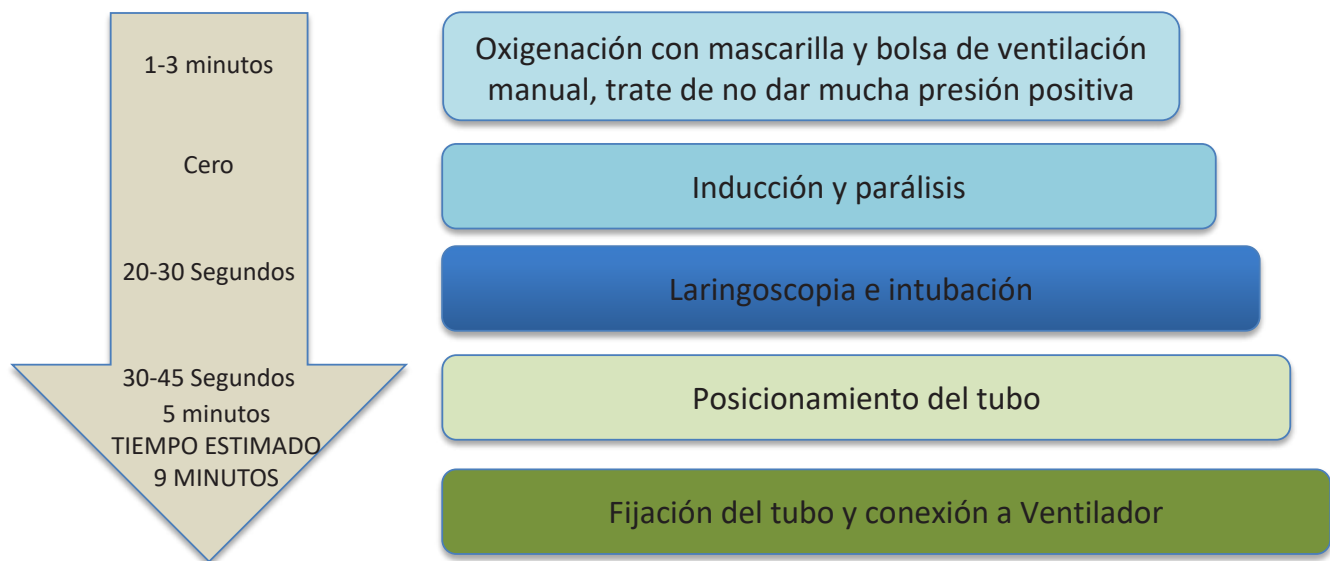 1-3 minutos
Oxigenación con mascarilla y bolsa de ventilación
manual, trate de no dar mucha presión positiva
Cero
Inducción y parálisis
20-30 Segundos
Laringoscopia e intubación
30-45 Segundos
Posicionamiento del tubo
5 minutos
TIEMPO ESTIMADO
9 MINUTOS
Fijación del tubo y conexión a Ventilador